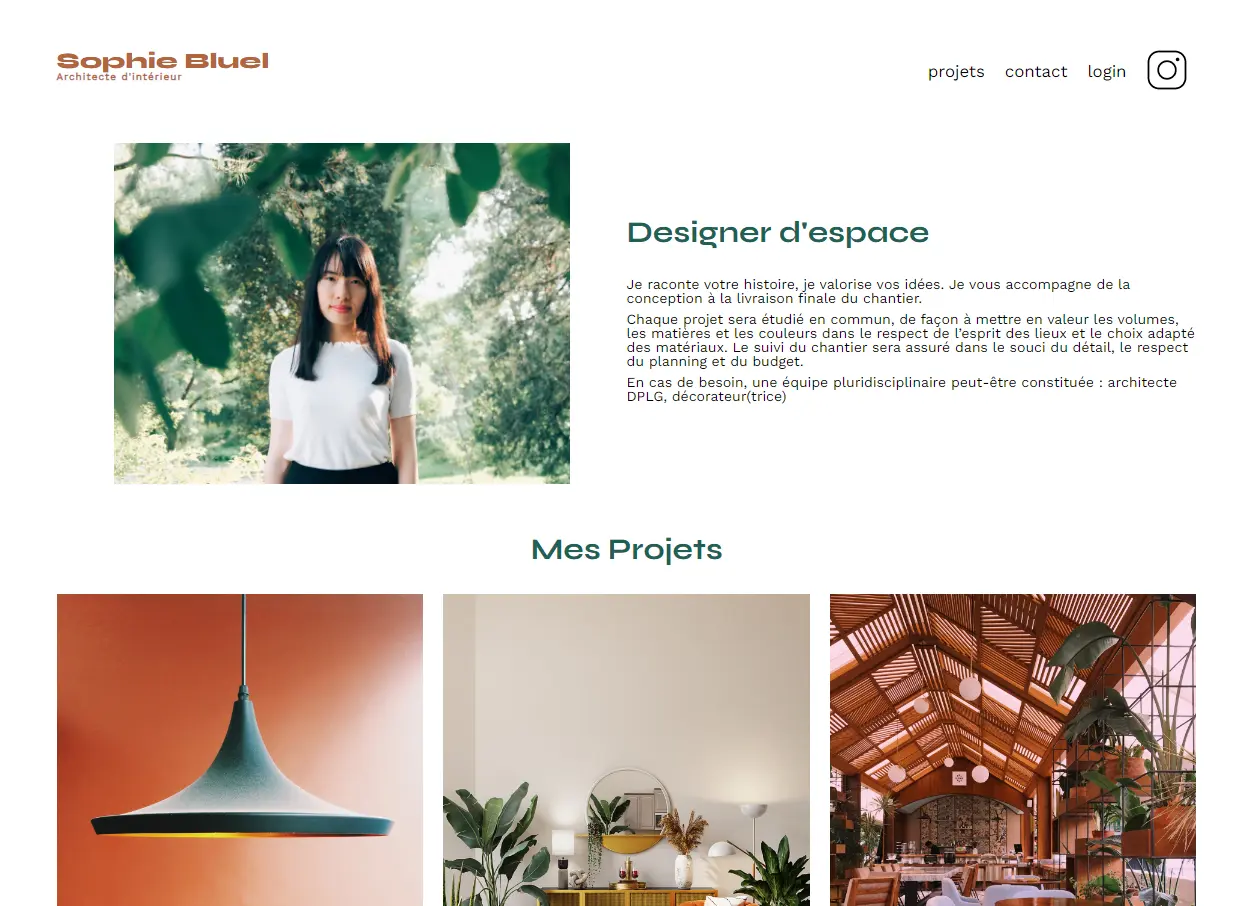 Sophie Bluel
Architecte d'intérieur
projets contact login
Designer d'espace
Je raconte votre histoire, je valorise vos idées. Je vous accompagne de la
conception à la livraison finale du chantier.
Chaque projet sera étudié en commun, de façon à mettre en valeur les volumes,
les matières et les couleurs dans le respect de l’esprit des lieux et le choix adapté
des matériaux. Le suivi du chantier sera assuré dans le souci du détail, le respect
du planning et du budget.
En cas de besoin, une équipe pluridisciplinaire peut-être constituée : architecte
DPLG, décorateur(trice)
Mes Projets